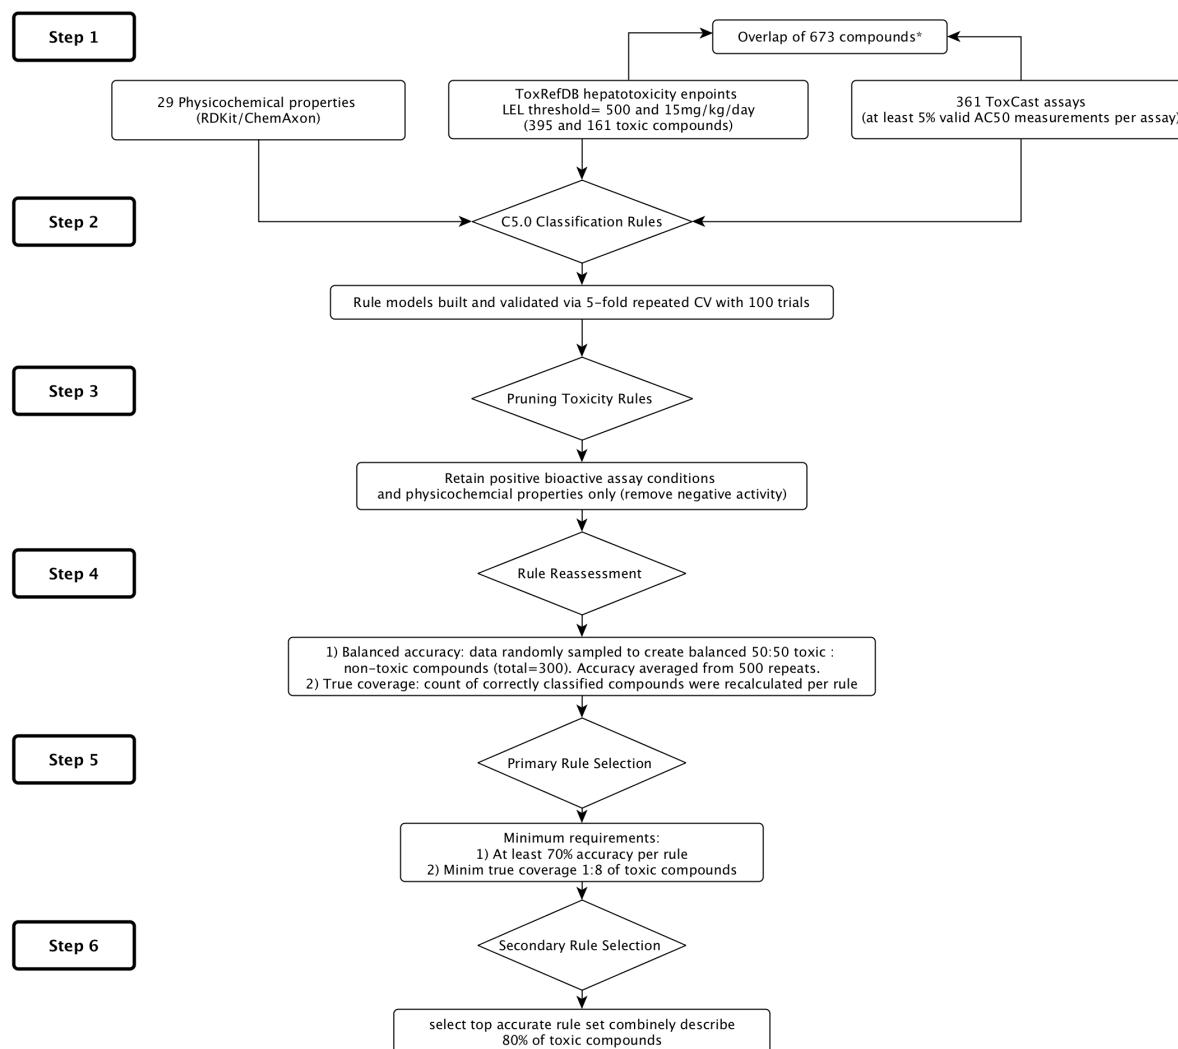 Step 1
Overlap of 673 compounds*
29 Physicochemical properties
(RDKit/ChemAxon)
ToxRefDB hepatotoxicity enpoints
LEL threshold= 500 and 15mg/kg/day
(395 and 161 toxic compounds)
361 ToxCast assays
(at least 5% valid AC50 measurements per assay)
Step 2
C5.0 Classification Rules
Rule models built and validated via 5-fold repeated CV with 100 trials
Step 3
Pruning Toxicity Rules
Retain positive bioactive assay conditions
and physicochemcial properties only (remove negative activity)
Step 4
Rule Reassessment
1) Balanced accuracy: data randomly sampled to create balanced 50:50 toxic :
non-toxic compounds (total=300). Accuracy averaged from 500 repeats.
2) True coverage: count of correctly classified compounds were recalculated per rule
Step 5
Primary Rule Selection
Minimum requirements:
1) At least 70% accuracy per rule
2) Minim true coverage 1:8 of toxic compounds
Step 6
Secondary Rule Selection
select top accurate rule set combinely describe
80% of toxic compounds